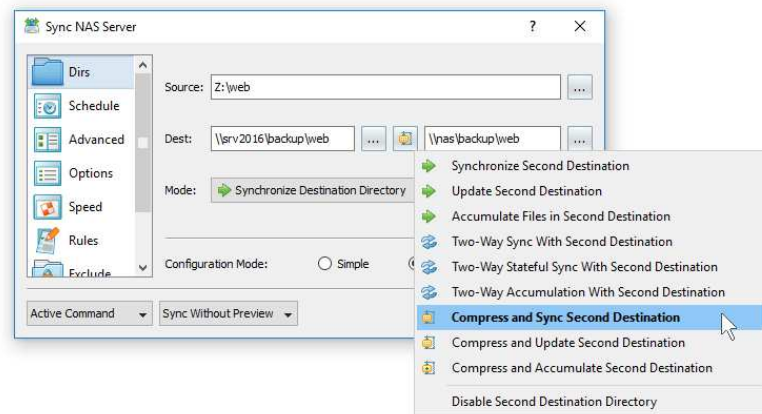 Sync NAS Server
?
Dirs
Schedule
Advanced
Options
Speed
Rules
Exclude
Source: Z:\web ...
Dest: \\srv2016\backup\web ... \\nas\backup\web ...
Mode: Synchronize Destination Directory
Configuration Mode: Simple
Active Command Sync Without Preview
Synchronize Second Destination
Update Second Destination
Accumulate Files in Second Destination
Two-Way Sync With Second Destination
Two-Way Stateful Sync With Second Destination
Two-Way Accumulation With Second Destination
Compress and Sync Second Destination
Compress and Update Second Destination
Compress and Accumulate Second Destination
Disable Second Destination Directory